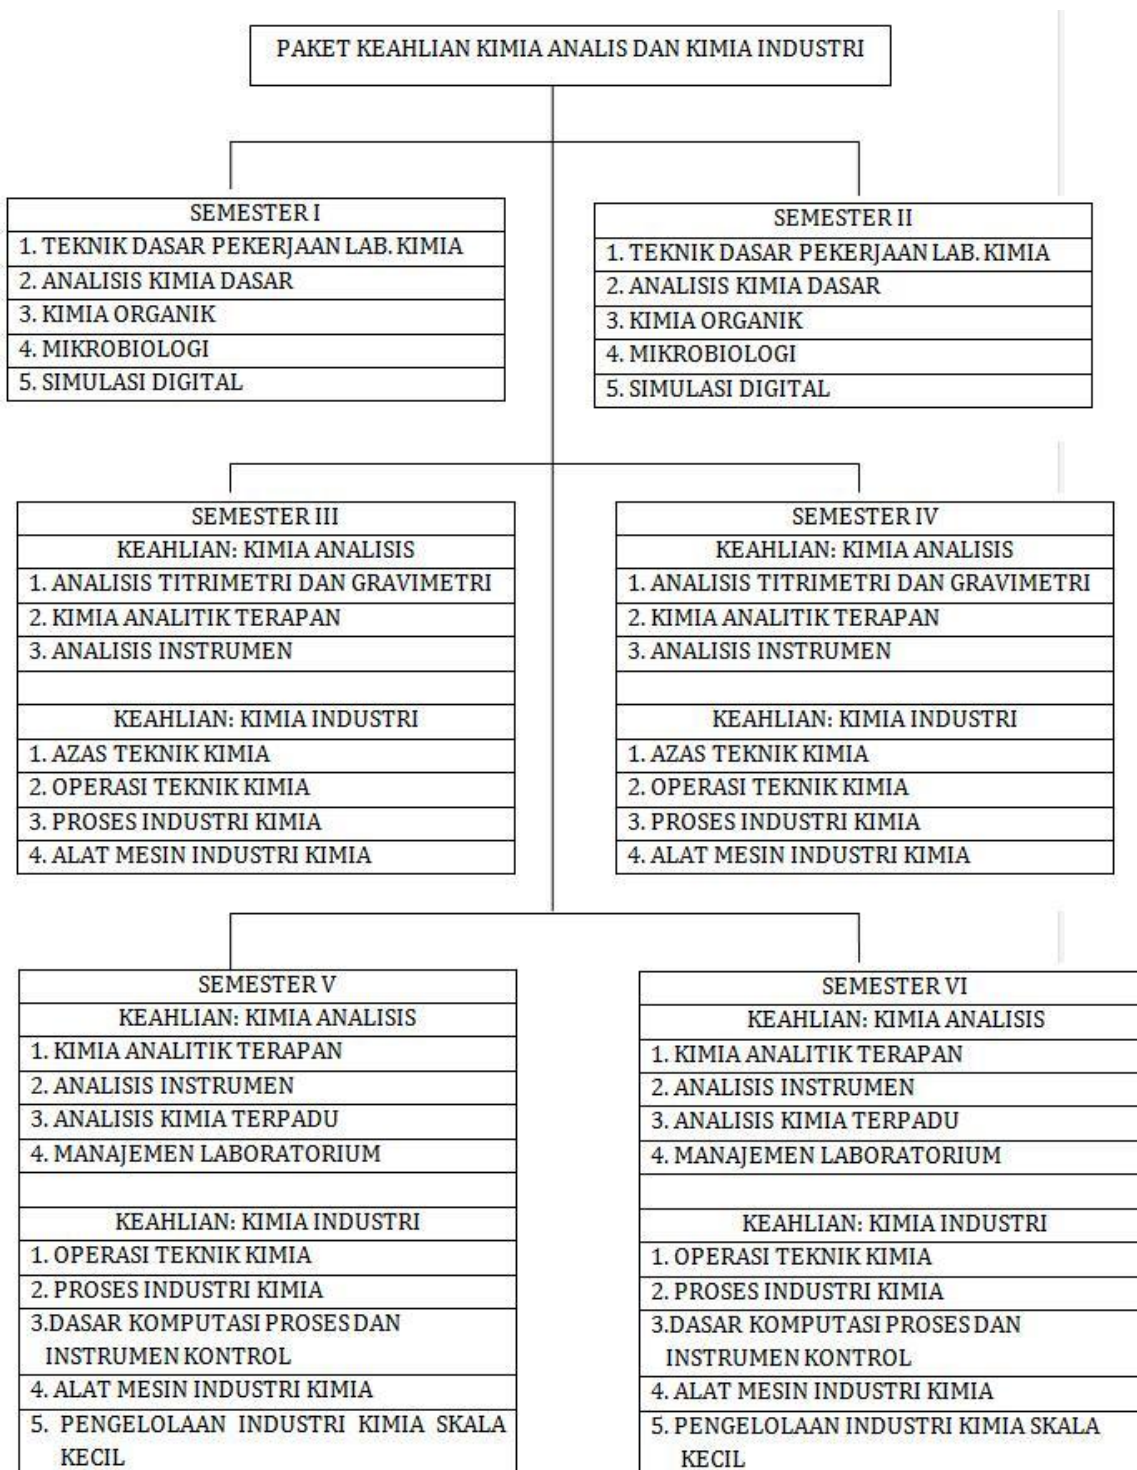 PAKET KEAHLIAN KIMIA ANALIS DAN KIMIA INDUSTRI
SEMESTER I
1. TEKNIK DASAR PEKERJAAN LAB. KIMIA
2. ANALISIS KIMIA DASAR
3. KIMIA ORGANIK
4. MIKROBIOLOGI
5. SIMULASI DIGITAL
SEMESTER II
1. TEKNIK DASAR PEKERJAAN LAB. KIMIA
2. ANALISIS KIMIA DASAR
3. KIMIA ORGANIK
4. MIKROBIOLOGI
5. SIMULASI DIGITAL
SEMESTER III
KEAHLIAN: KIMIA ANALISIS
1. ANALISIS TITRIMETRI DAN GRAVIMETRI
2. KIMIA ANALITIK TERAPAN
3. ANALISIS INSTRUMEN
KEAHLIAN: KIMIA INDUSTRI
1. AZAS TEKNIK KIMIA
2. OPERASI TEKNIK KIMIA
3. PROSES INDUSTRI KIMIA
4. ALAT MESIN INDUSTRI KIMIA
SEMESTER IV
KEAHLIAN: KIMIA ANALISIS
1. ANALISIS TITRIMETRI DAN GRAVIMETRI
2. KIMIA ANALITIK TERAPAN
3. ANALISIS INSTRUMEN
KEAHLIAN: KIMIA INDUSTRI
1. AZAS TEKNIK KIMIA
2. OPERASI TEKNIK KIMIA
3. PROSES INDUSTRI KIMIA
4. ALAT MESIN INDUSTRI KIMIA
SEMESTER V
KEAHLIAN: KIMIA ANALISIS
1. KIMIA ANALITIK TERAPAN
2. ANALISIS INSTRUMEN
3. ANALISIS KIMIA TERPADU
4. MANAJEMEN LABORATORIUM
KEAHLIAN: KIMIA INDUSTRI
1. OPERASI TEKNIK KIMIA
2. PROSES INDUSTRI KIMIA
3.DASAR KOMPUTASI PROSES DAN
INSTRUMEN KONTROL
4. ALAT MESIN INDUSTRI KIMIA
5. PENGELOLAAN INDUSTRI KIMIA SKALA
KECIL
SEMESTER VI
KEAHLIAN: KIMIA ANALISIS
1. KIMIA ANALITIK TERAPAN
2. ANALISIS INSTRUMEN
3. ANALISIS KIMIA TERPADU
4. MANAJEMEN LABORATORIUM
KEAHLIAN: KIMIA INDUSTRI
1. OPERASI TEKNIK KIMIA
2. PROSES INDUSTRI KIMIA
3.DASAR KOMPUTASI PROSES DAN
INSTRUMEN KONTROL
4. ALAT MESIN INDUSTRI KIMIA
5. PENGELOLAAN INDUSTRI KIMIA SKALA
KECIL